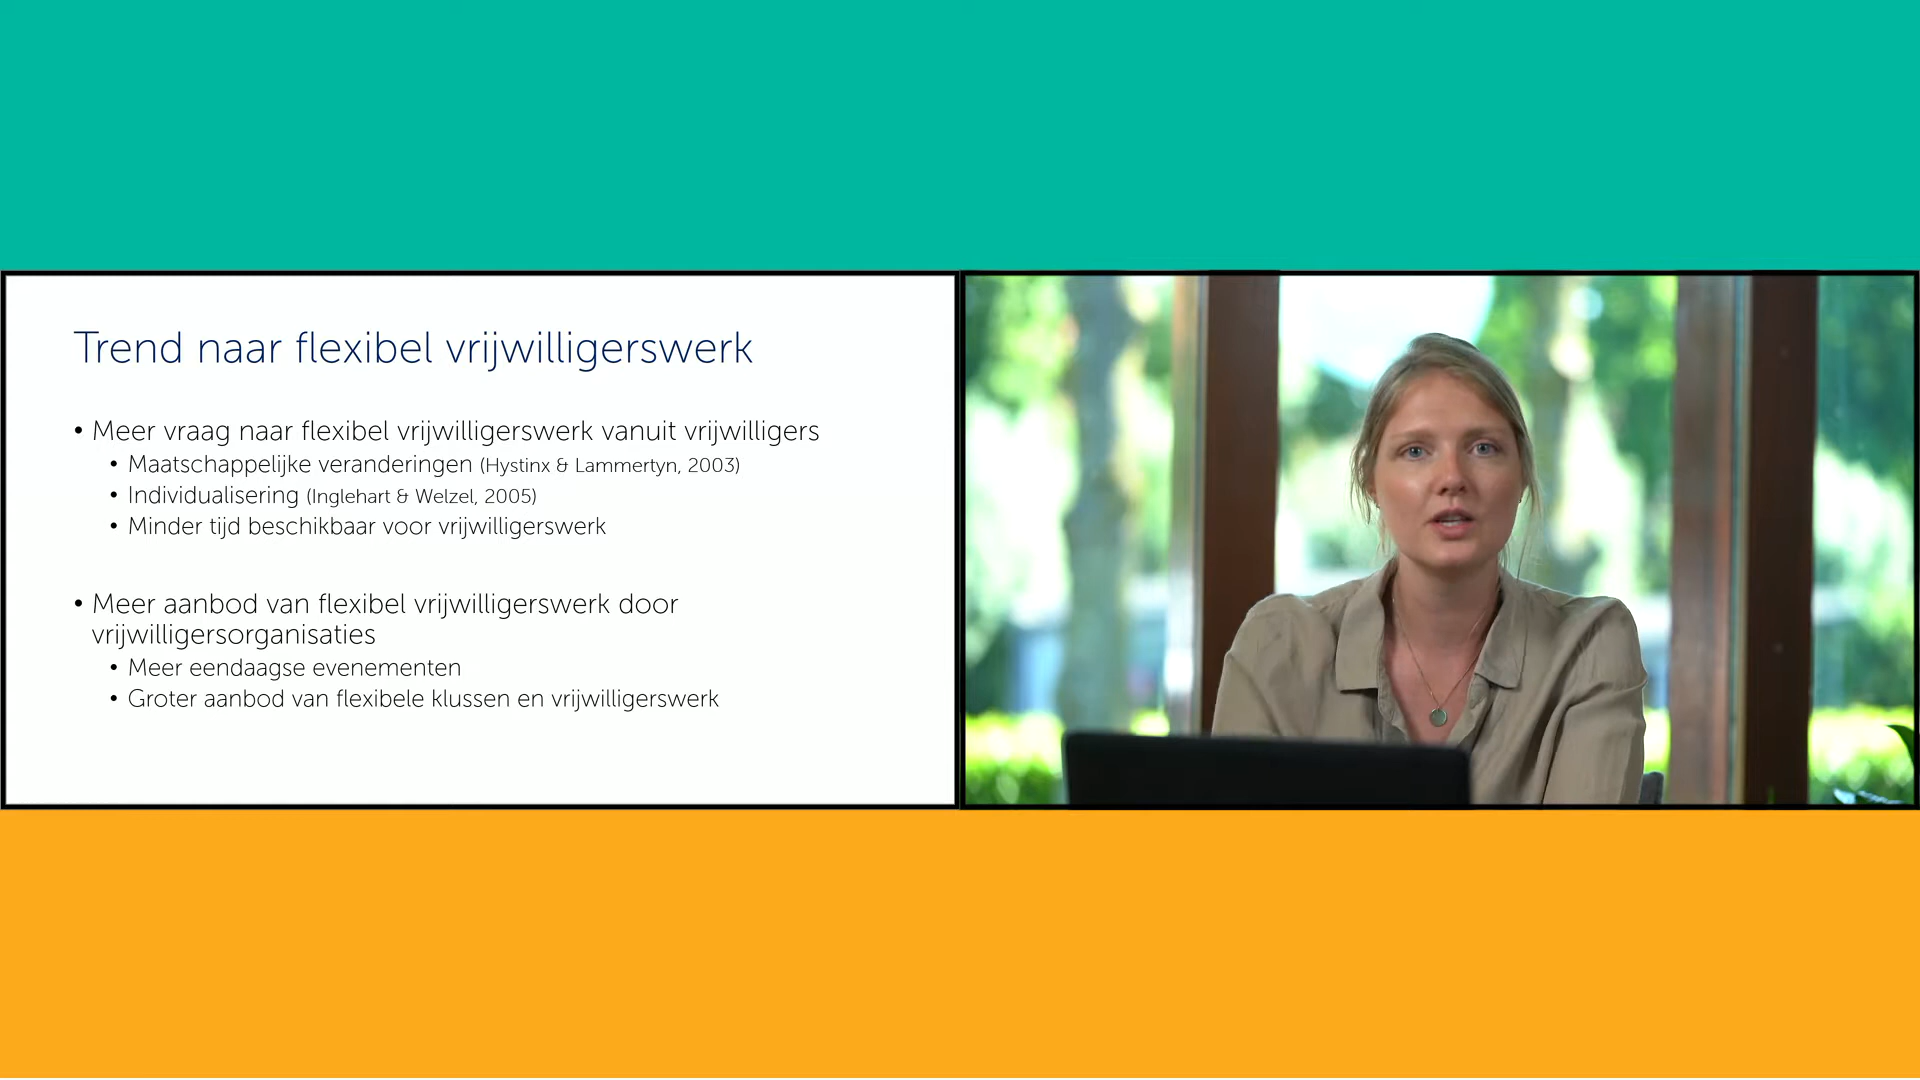 Trend naar flexibel vrijwilligerswerk
• Meer vraag naar flexibel vrijwilligerswerk vanuit vrijwilligers
• Maatschappelijke veranderingen (Hystinx & Lammertyn, 2003)
• Individualisering (Inglehart & Welzel, 2005)
• Minder tijd beschikbaar voor vrijwilligerswerk
• Meer aanbod van flexibel vrijwilligerswerk door
vrijwilligersorganisaties
• Meer eendaagse evenementen
• Groter aanbod van flexibele klussen en vrijwilligerswerk